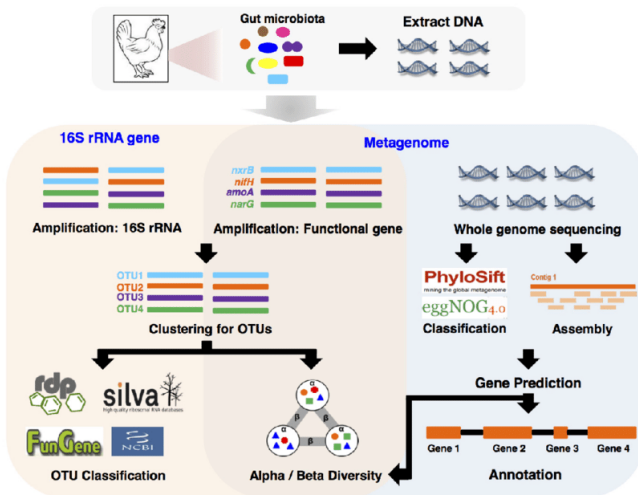 Gut microbiota
Extract DNA
16S rRNA gene
Metagenome
nxrB
nifH
amoA
narG
Amplification: 16S rRNA
Amplification: Functional gene
Whole genome sequencing
OTU1
OTU2
OTU3
OTU4
Clustering for OTUs
PhyloSift
mining the global metagenome
eggNOG4.0
Classification
Contig 1
Assembly
Gene Prediction
rdp
silva
high-quality ribosomal RNA databases
FunGene
NCBI
OTU Classification
α
β β
α β α
Alpha / Beta Diversity
Gene 1 Gene 2 Gene 3 Gene 4
Annotation